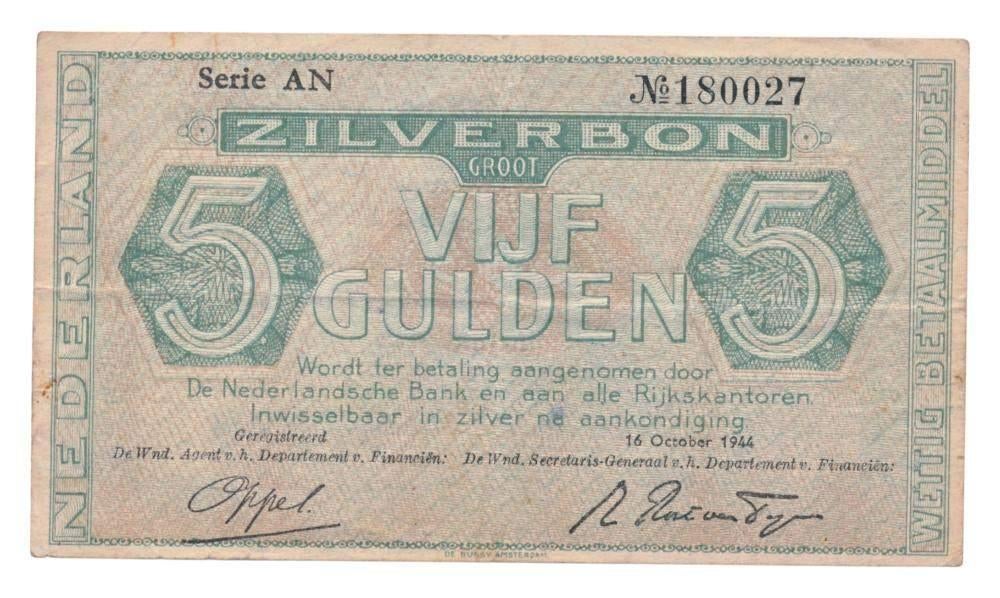 Serie AN № 180027
ZILVERBON
GROOT
VIJF
GULDEN
5 5
Wordt ter betaling aangenomen door
De Nederlandsche Bank en aan alle Rijkskantoren.
Inwisselbaar in zilver na aankondiging.
Geregistreerd 16 October 1944
De Wnd. Agent v.h. Departement v. Financiën: De Wnd. Secretaris-Generaal v.h. Departement v. Financiën:
Oppel.
DE BUSSY AMSTERDAM
NEDERLAND
WETTIG BETAALMIDDEL